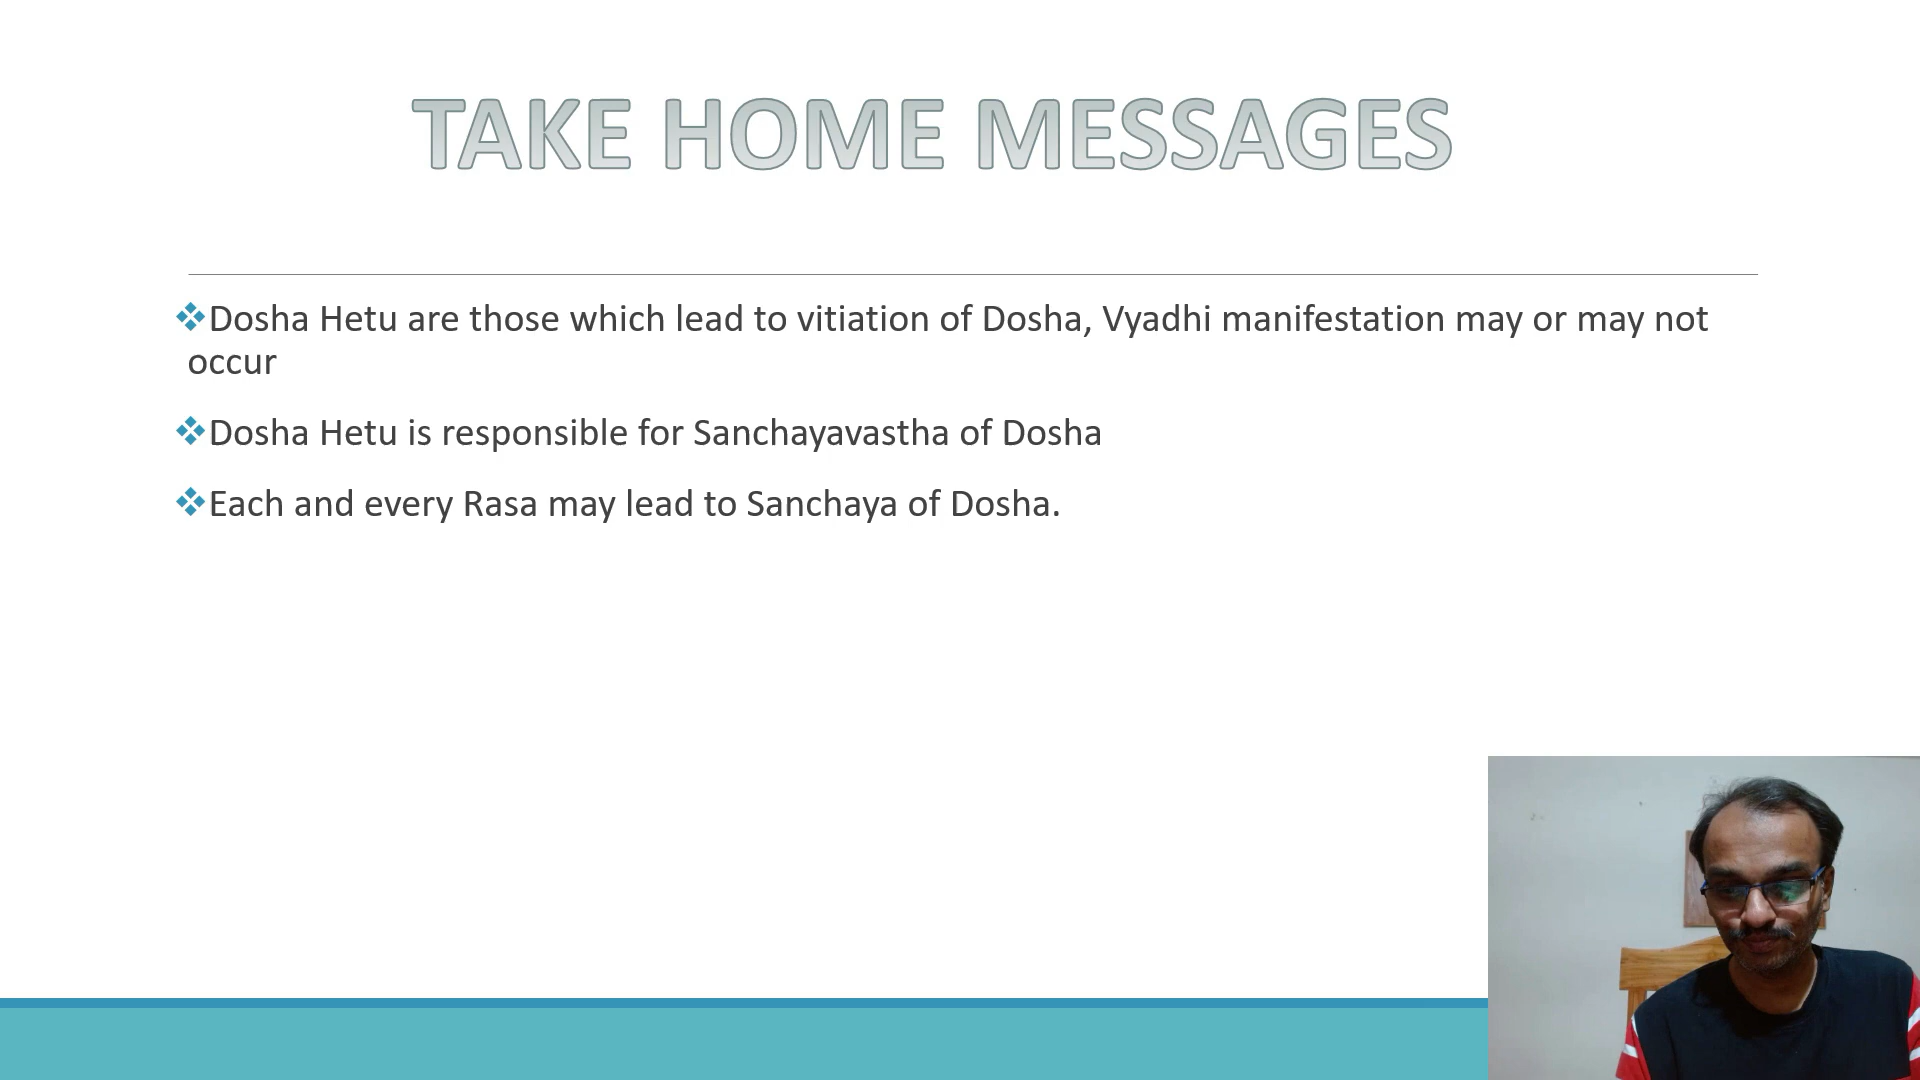 TAKE HOME MESSAGES
❖Dosha Hetu are those which lead to vitiation of Dosha, Vyadhi manifestation may or may not
occur
❖Dosha Hetu is responsible for Sanchayavastha of Dosha
❖Each and every Rasa may lead to Sanchaya of Dosha.